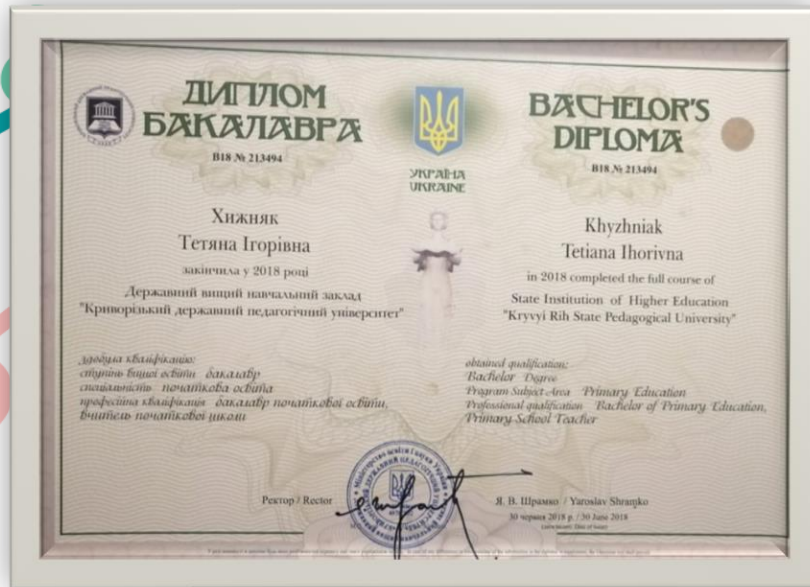 ДИПЛОМ
БАКАЛАВРА
В18 № 213494
Хижняк
Тетяна Ігорівна
закінчила у 2018 році
Державний вищий навчальний заклад
"Криворізький державний педагогічний університет"
здобула кваліфікацію:
ступінь вищої освіти бакалавр
спеціальність початкова освіта
професійна кваліфікація бакалавр початкової освіти,
вчитель початкової школи
УКРАЇНА
UKRAINE
BACHELOR'S
DIPLOMA
B18 № 213494
Khyzhniak
Tetiana Ihorivna
in 2018 completed the full course of
State Institution of Higher Education
"Kryvyi Rih State Pedagogical University"
obtained qualification:
Bachelor Degree
Program Subject Area Primary Education
Professional qualification Bachelor of Primary Education,
Primary School Teacher
Ректор / Rector
Я. В. Шрамко / Yaroslav Shramko
30 червня 2018 р. / 30 June 2018